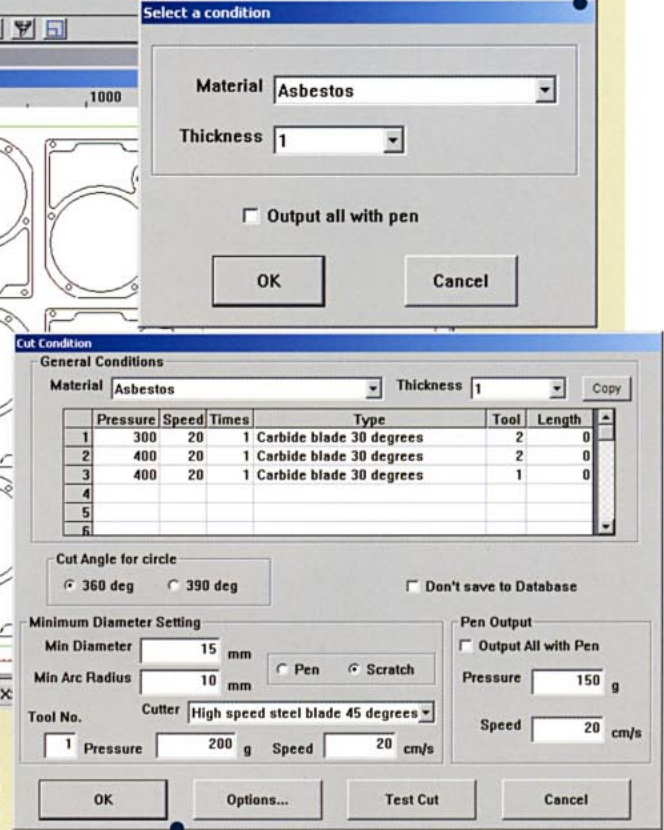 Select a condition
1000
Material Asbestos
Thickness 1
Output all with pen
OK Cancel
Cut Condition
General Conditions
Material Asbestos Thickness 1 Copy
Pressure Speed Times Type Tool Length
1 300 20 1 Carbide blade 30 degrees 2 0
2 400 20 1 Carbide blade 30 degrees 2 0
3 400 20 1 Carbide blade 30 degrees 1 0
4
5
6
Cut Angle for circle
360 deg 390 deg Don't save to Database
Minimum Diameter Setting Pen Output
Min Diameter 15 mm Output All with Pen
Pen Scratch
Min Arc Radius 10 mm Pressure 150 g
Tool No. Cutter High speed steel blade 45 degrees
1 Pressure 200 g Speed 20 cm/s Speed 20 cm/s
OK Options... Test Cut Cancel